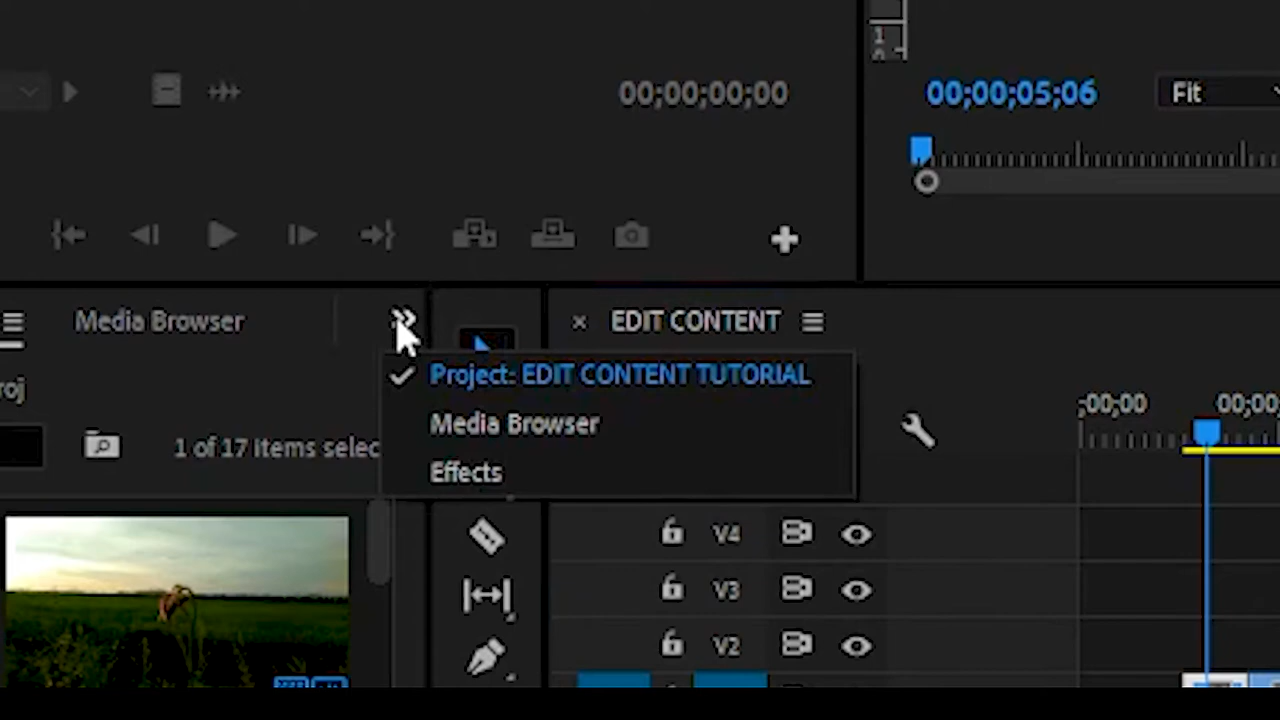 00;00;00;00
00;00;05;06
Fit
Media Browser
EDIT CONTENT
Project: EDIT CONTENT TUTORIAL
Media Browser
Effects
roj
1 of 17 Items selec
;00;00
00;00
V4
V3
V2